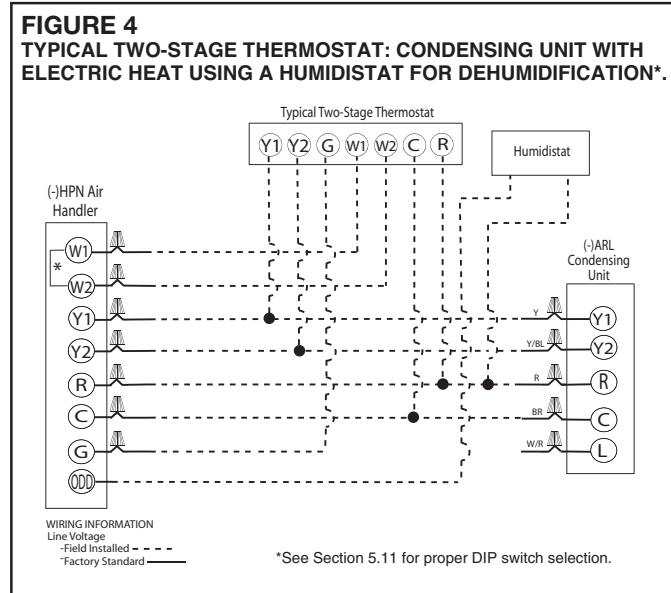 FIGURE 4
TYPICAL TWO-STAGE THERMOSTAT: CONDENSING UNIT WITH
ELECTRIC HEAT USING A HUMIDISTAT FOR DEHUMIDIFICATION*.
Typical Two-Stage Thermostat
Y1 Y2 G W1 W2 C R
Humidistat
(-)HPN Air
Handler
W1
*
W2
Y1
Y2
R
C
G
ODD
(-)ARL
Condensing
Unit
Y Y1
Y/BL Y2
R R
BR C
W/R L
WIRING INFORMATION
Line Voltage
-Field Installed
-Factory Standard
*See Section 5.11 for proper DIP switch selection.